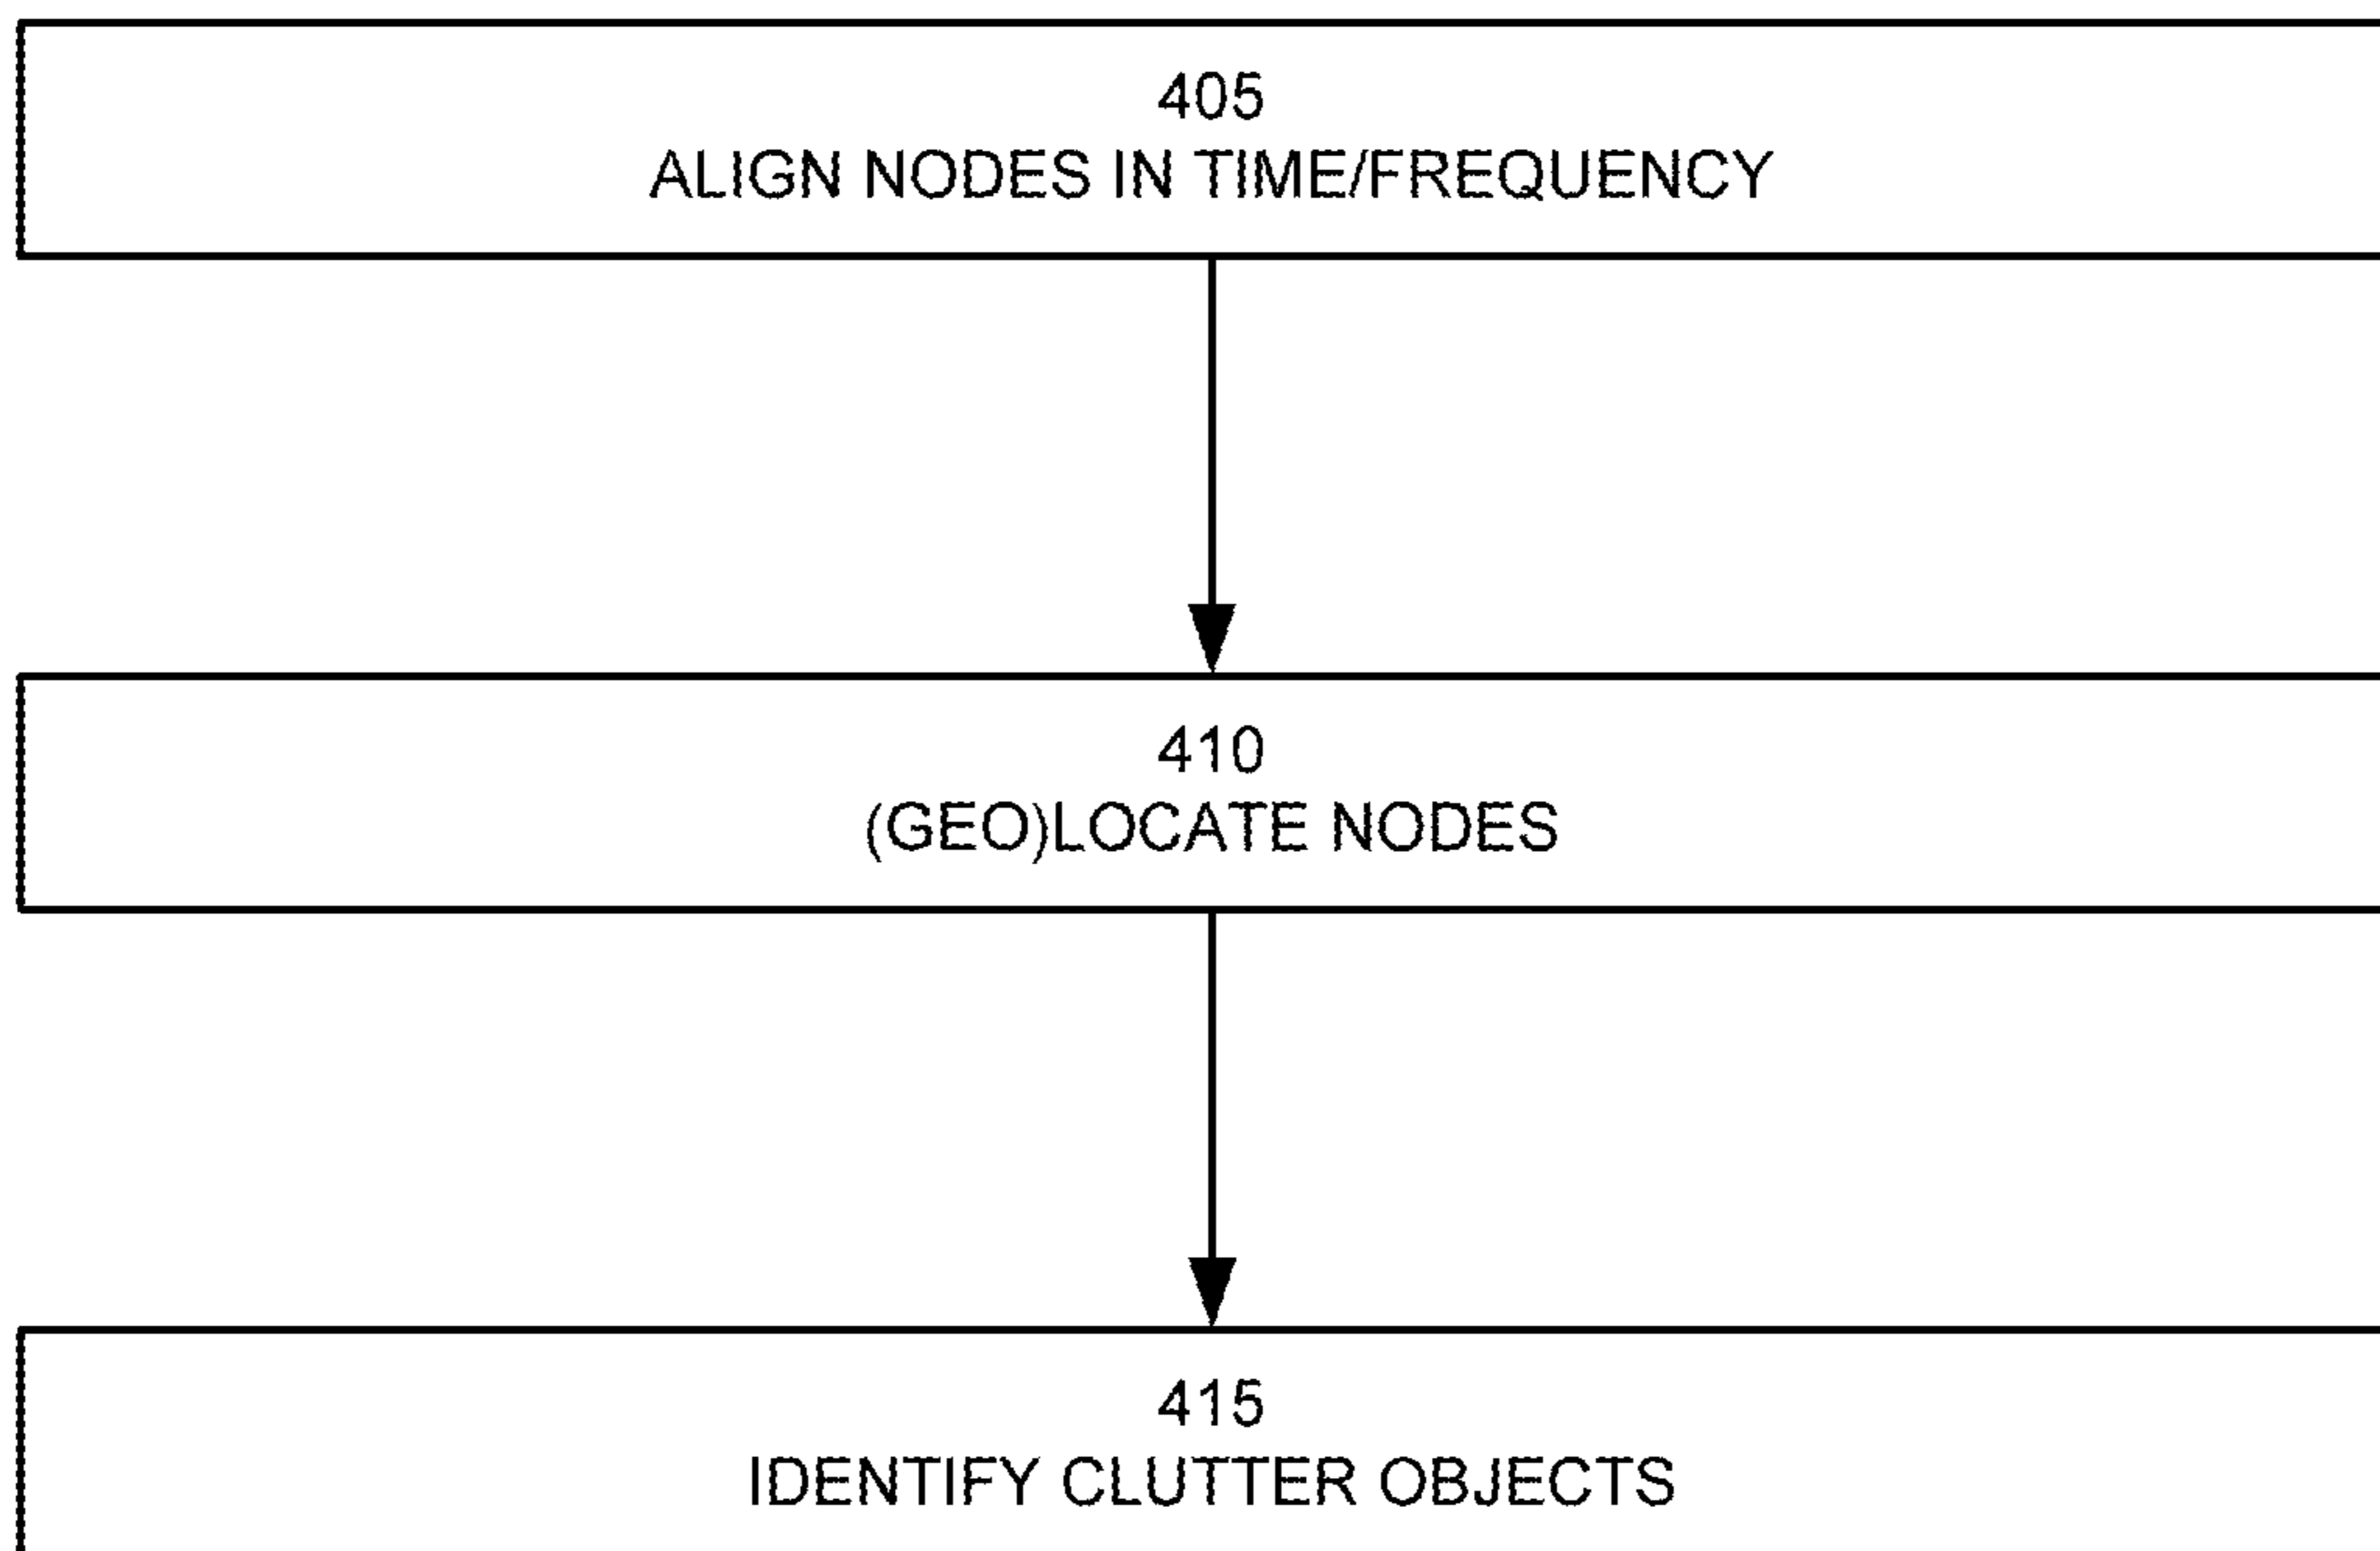 405
ALIGN NODES IN TIME/FREQUENCY
410
(GEO)LOCATE NODES
415
IDENTIFY CLUTTER OBJECTS